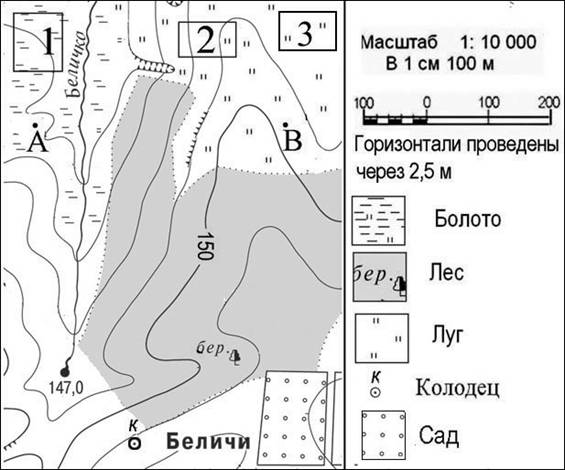 1
2
3
Беличка
А
В
150
бер.
147,0
К
Беличи
Масштаб 1: 10 000
В 1 см 100 м
100 0 100 200
Горизонтали проведены
через 2,5 м
Болото
бер. Лес
Луг
К
Колодец
Сад